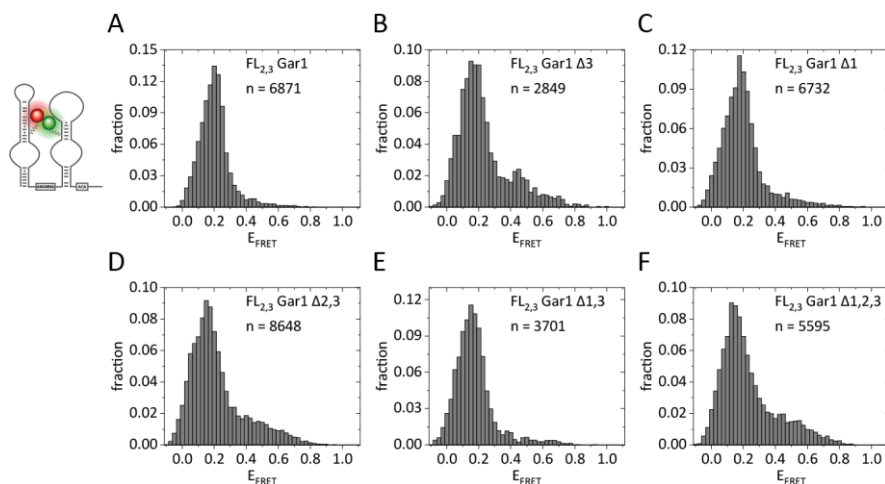 A
FL2,3 Gar1
n = 6871
fraction
0.15
0.12
0.09
0.06
0.03
0.00
0.0 0.2 0.4 0.6 0.8 1.0
EFRET
B
FL2,3 Gar1 Δ3
n = 2849
fraction
0.10
0.08
0.06
0.04
0.02
0.00
0.0 0.2 0.4 0.6 0.8 1.0
EFRET
C
FL2,3 Gar1 Δ1
n = 6732
fraction
0.12
0.09
0.06
0.03
0.00
0.0 0.2 0.4 0.6 0.8 1.0
EFRET
ACA
D
FL2,3 Gar1 Δ2,3
n = 8648
fraction
0.10
0.08
0.06
0.04
0.02
0.00
0.0 0.2 0.4 0.6 0.8 1.0
EFRET
E
FL2,3 Gar1 Δ1,3
n = 3701
fraction
0.12
0.09
0.06
0.03
0.00
0.0 0.2 0.4 0.6 0.8 1.0
EFRET
F
FL2,3 Gar1 Δ1,2,3
n = 5595
fraction
0.10
0.08
0.06
0.04
0.02
0.00
0.0 0.2 0.4 0.6 0.8 1.0
EFRET